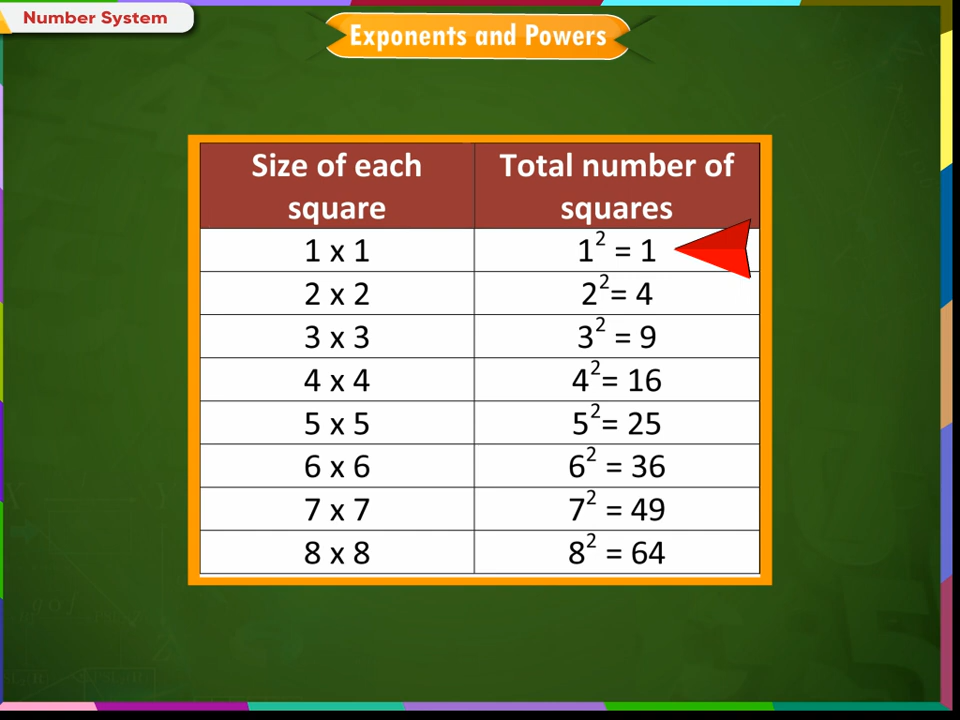 Number System
Exponents and Powers
Size of each square
Total number of squares
1 x 1
1² = 1
2 x 2
2²= 4
3 x 3
3² = 9
4 x 4
4²= 16
5 x 5
5²= 25
6 x 6
6² = 36
7 x 7
7² = 49
8 x 8
8² = 64